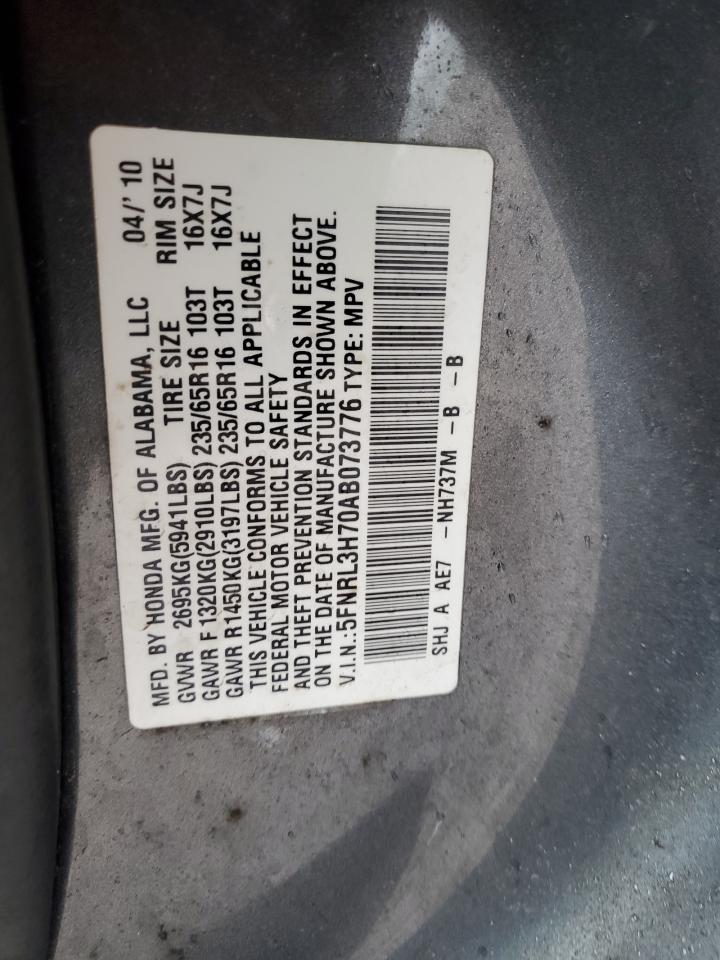 MFD. BY HONDA MFG. OF ALABAMA, LLC 04/' 10
GVWR 2695KG(5941LBS) TIRE SIZE RIM SIZE
GAWR F 1320KG(2910LBS) 235/65R16 103T 16X7J
GAWR R1450KG(3197LBS) 235/65R16 103T 16X7J
THIS VEHICLE CONFORMS TO ALL APPLICABLE
FEDERAL MOTOR VEHICLE SAFETY
AND THEFT PREVENTION STANDARDS IN EFFECT
ON THE DATE OF MANUFACTURE SHOWN ABOVE.
V.I.N.:5FNRL3H70AB073776 TYPE: MPV
SHJ A AE7 -NH737M -B -B